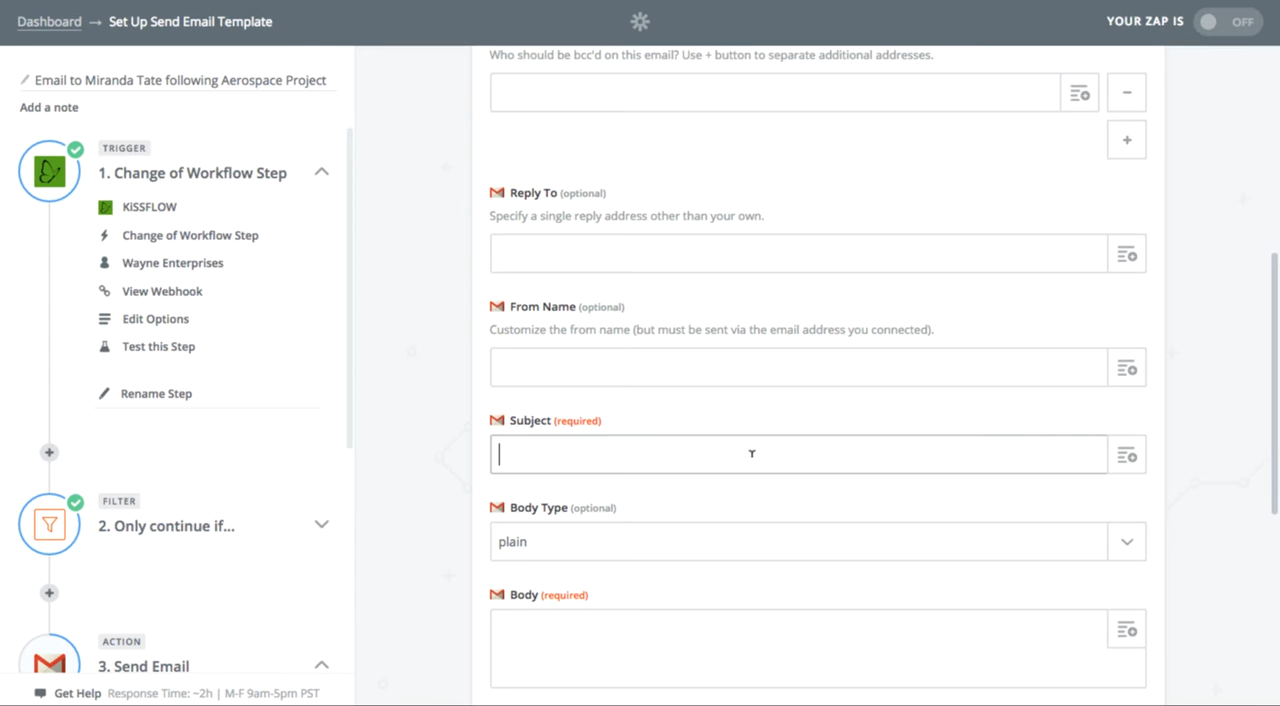 Dashboard → Set Up Send Email Template
YOUR ZAP IS OFF
Email to Miranda Tate following Aerospace Project
Add a note
TRIGGER
1. Change of Workflow Step
KiSSFLOW
Change of Workflow Step
Wayne Enterprises
View Webhook
Edit Options
Test this Step
Rename Step
FILTER
2. Only continue if...
ACTION
3. Send Email
Get Help Response Time: ~2h | M-F 9am-5pm PST
Who should be bcc'd on this email? Use + button to separate additional addresses.
Reply To (optional)
Specify a single reply address other than your own.
From Name (optional)
Customize the from name (but must be sent via the email address you connected).
Subject (required)
Body Type (optional)
plain
Body (required)